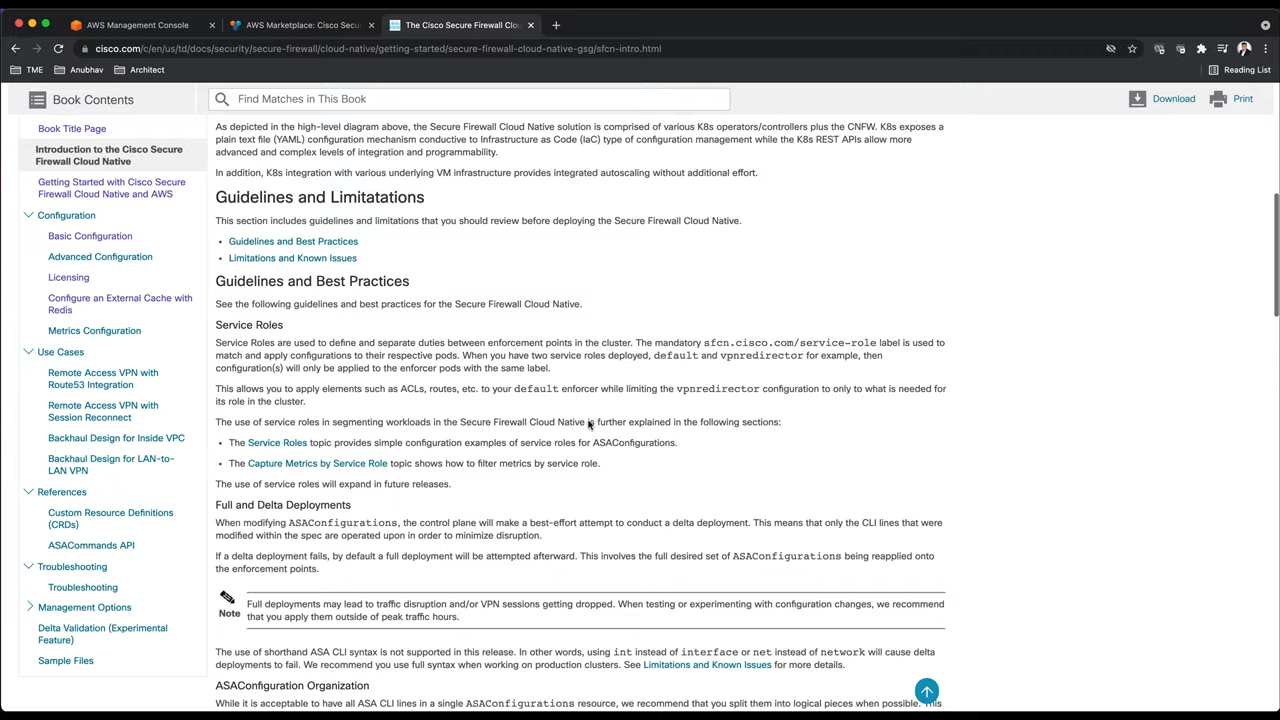 AWS Management Console
AWS Marketplace: Cisco Secu
The Cisco Secure Firewall Cloud
cisco.com/c/en/us/td/docs/security/secure-firewall/cloud-native/getting-started/secure-firewall-cloud-native-gsg/sfcn-intro.html
TME
Anubhav
Architect
Reading List
Book Contents
Find Matches in This Book
Download
Print
Book Title Page
Introduction to the Cisco Secure
Firewall Cloud Native
Getting Started with Cisco Secure
Firewall Cloud Native and AWS
Configuration
Basic Configuration
Advanced Configuration
Licensing
Configure an External Cache with
Redis
Metrics Configuration
Use Cases
Remote Access VPN with
Route53 Integration
Remote Access VPN with
Session Reconnect
Backhaul Design for Inside VPC
Backhaul Design for LAN-to-
LAN VPN
References
Custom Resource Definitions
(CRDs)
ASACommands API
Troubleshooting
Troubleshooting
Management Options
Delta Validation (Experimental
Feature)
Sample Files
As depicted in the high-level diagram above, the Secure Firewall Cloud Native solution is comprised of various K8s operators/controllers plus the CNFW. K8s exposes a
plain text file (YAML) configuration mechanism conductive to Infrastructure as Code (IaC) type of configuration management while the K8s REST APIs allow more
advanced and complex levels of integration and programmability.
In addition, K8s integration with various underlying VM infrastructure provides integrated autoscaling without additional effort.
Guidelines and Limitatations
This section includes guidelines and limitations that you should review before deploying the Secure Firewall Cloud Native.
• Guidelines and Best Practices
• Limitations and Known Issues
Guidelines and Best Practices
See the following guidelines and best practices for the Secure Firewall Cloud Native.
Service Roles
Service Roles are used to define and separate duties between enforcement points in the cluster. The mandatory sfcn.cisco.com/service-role label is used to
match and apply configurations to their respective pods. When you have two service roles deployed, default and vpnredirector for example, then
configuration(s) will only be applied to the enforcer pods with the same label.
This allows you to apply elements such as ACLs, routes, etc. to your default enforcer while limiting the vpnredirector configuration to only to what is needed for
its role in the cluster.
The use of service roles in segmenting workloads in the Secure Firewall Cloud Native is further explained in the following sections:
• The Service Roles topic provides simple configuration examples of service roles for ASAConfigurations.
• The Capture Metrics by Service Role topic shows how to filter metrics by service role.
The use of service roles will expand in future releases.
Full and Delta Deployments
When modifying ASAConfigurations, the control plane will make a best-effort attempt to conduct a delta deployment. This means that only the CLI lines that were
modified within the spec are operated upon in order to minimize disruption.
If a delta deployment fails, by default a full deployment will be attempted afterward. This involves the full desired set of ASAConfigurations being reapplied onto
the enforcement points.
Note
Full deployments may lead to traffic disruption and/or VPN sessions getting dropped. When testing or experimenting with configuration changes, we recommend
that you apply them outside of peak traffic hours.
The use of shorthand ASA CLI syntax is not supported in this release. In other words, using int instead of interface or net instead of network will cause delta
deployments to fail. We recommend you use full syntax when working on production clusters. See Limitations and Known Issues for more details.
ASAConfiguration Organization
While it is acceptable to have all ASA CLI lines in a single ASAConfigurations resource, we recommend that you split them into logical pieces when possible. This